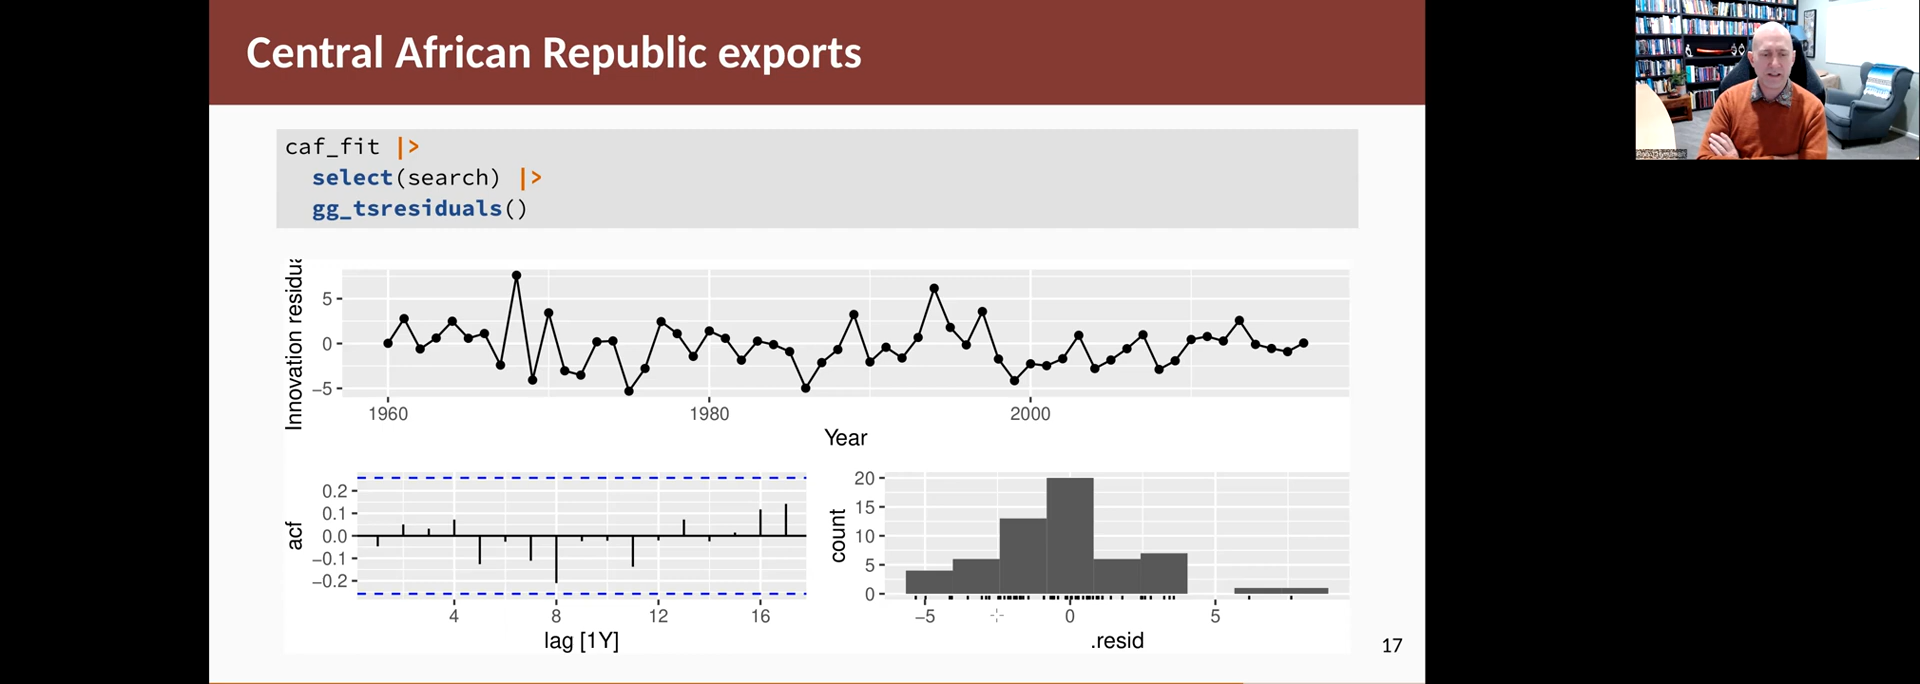 Central African Republic exports
caf_fit |>
select(search) |>
gg_tsresiduals()
Innovation
5
0
−5
1960
1980
2000
Year
acf
0.2
0.1
0.0
−0.1
−0.2
4
8
12
16
lag [1Y]
count
20
15
10
5
0
−5
0
5
.resid
17